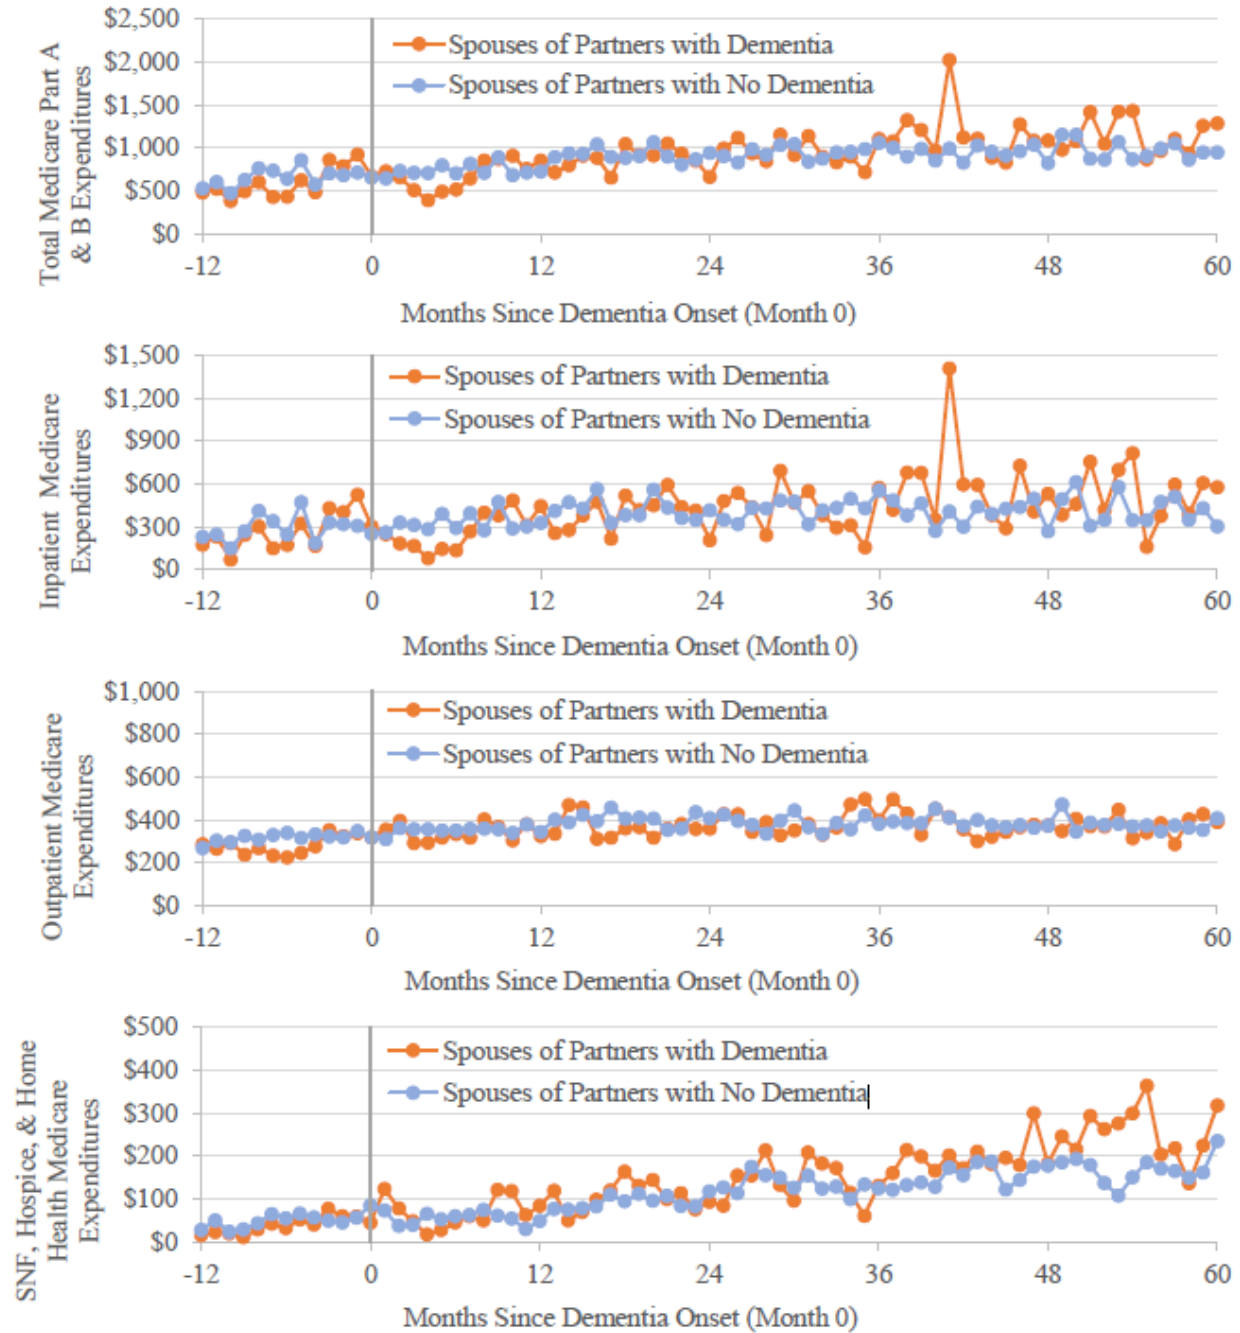 Total Medicare Part A
& B Expenditures
$2,500
$2,000
$1,500
$1,000
$500
$0
Spouses of Partners with Dementia
Spouses of Partners with No Dementia
-12 0 12 24 36 48 60
Months Since Dementia Onset (Month 0)
Inpatient Medicare
Expenditures
$1,500
$1,200
$900
$600
$300
$0
Spouses of Partners with Dementia
Spouses of Partners with No Dementia
-12 0 12 24 36 48 60
Months Since Dementia Onset (Month 0)
Outpatient Medicare
Expenditures
$1,000
$800
$600
$400
$200
$0
Spouses of Partners with Dementia
Spouses of Partners with No Dementia
-12 0 12 24 36 48 60
Months Since Dementia Onset (Month 0)
SNF, Hospice, & Home
Health Medicare
Expenditures
$500
$400
$300
$200
$100
$0
Spouses of Partners with Dementia
Spouses of Partners with No Dementia
-12 0 12 24 36 48 60
Months Since Dementia Onset (Month 0)